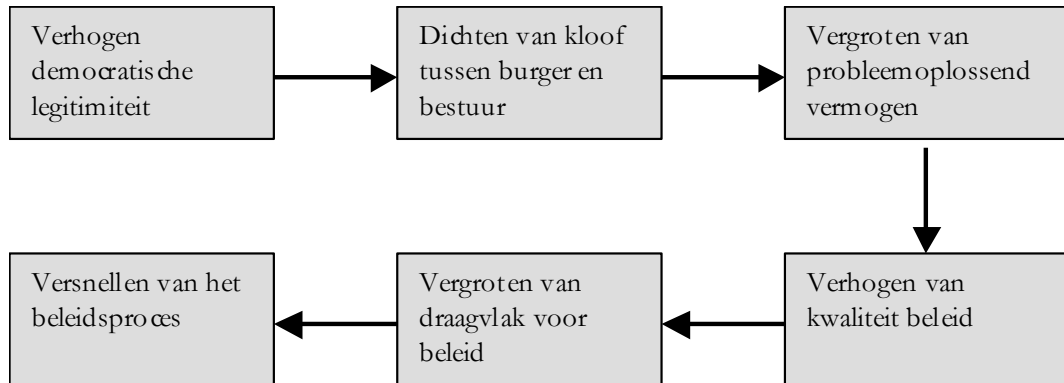 Verhogen
democratische
legitimiteit
Dichten van kloof
tussen burger en
bestuur
Vergroten van
probleemoplossend
vermogen
Verhogen van
kwaliteit beleid
Vergroten van
draagvlak voor
beleid
Versnellen van het
beleidsproces